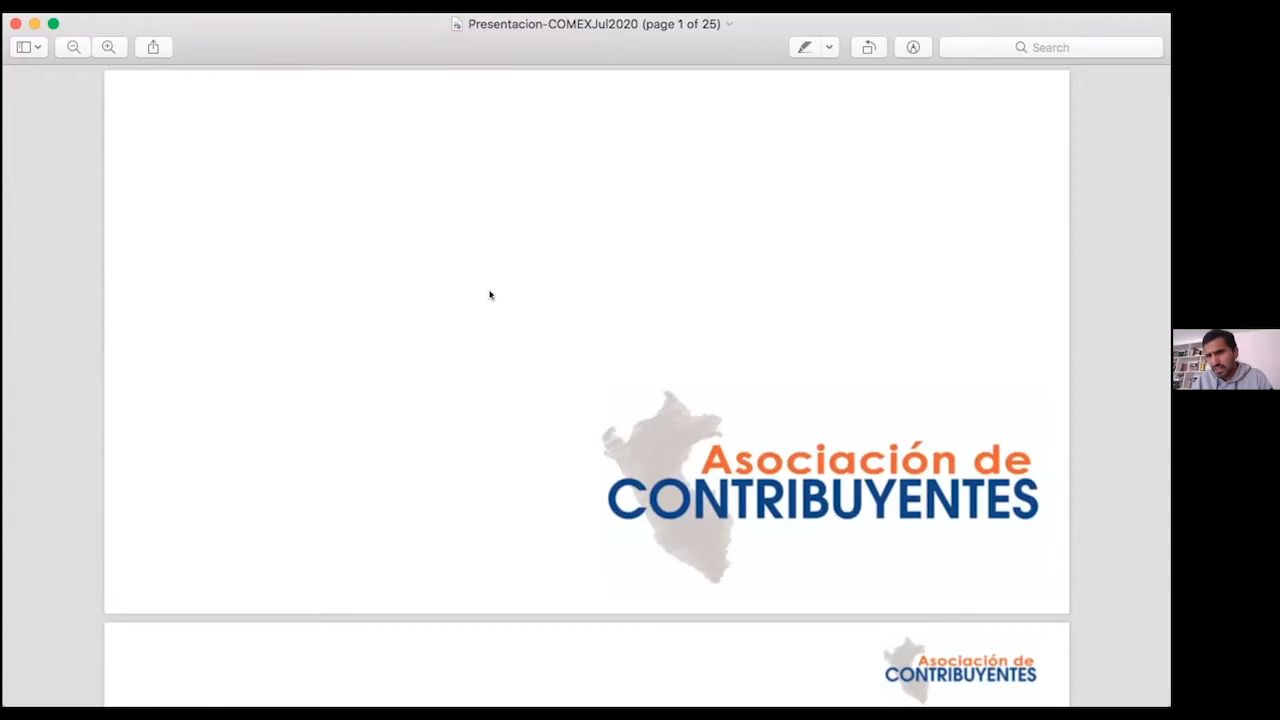 Presentacion-COMEXJul2020 (page 1 of 25)
Search
Asociación de
CONTRIBUYENTES
Asociación de
CONTRIBUYENTES